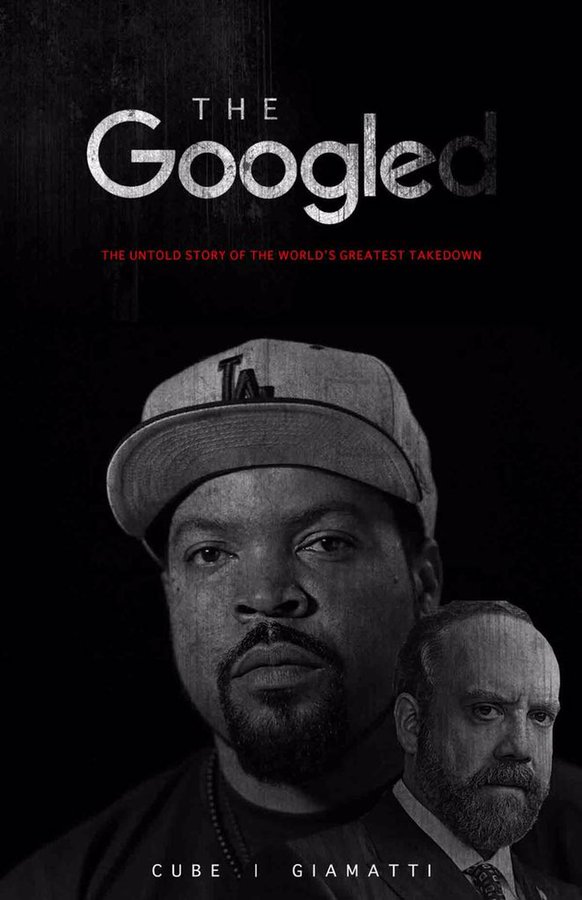 THE
Googled
THE UNTOLD STORY OF THE WORLD'S GREATEST TAKEDOWN
LA
CUBE | GIAMATTI